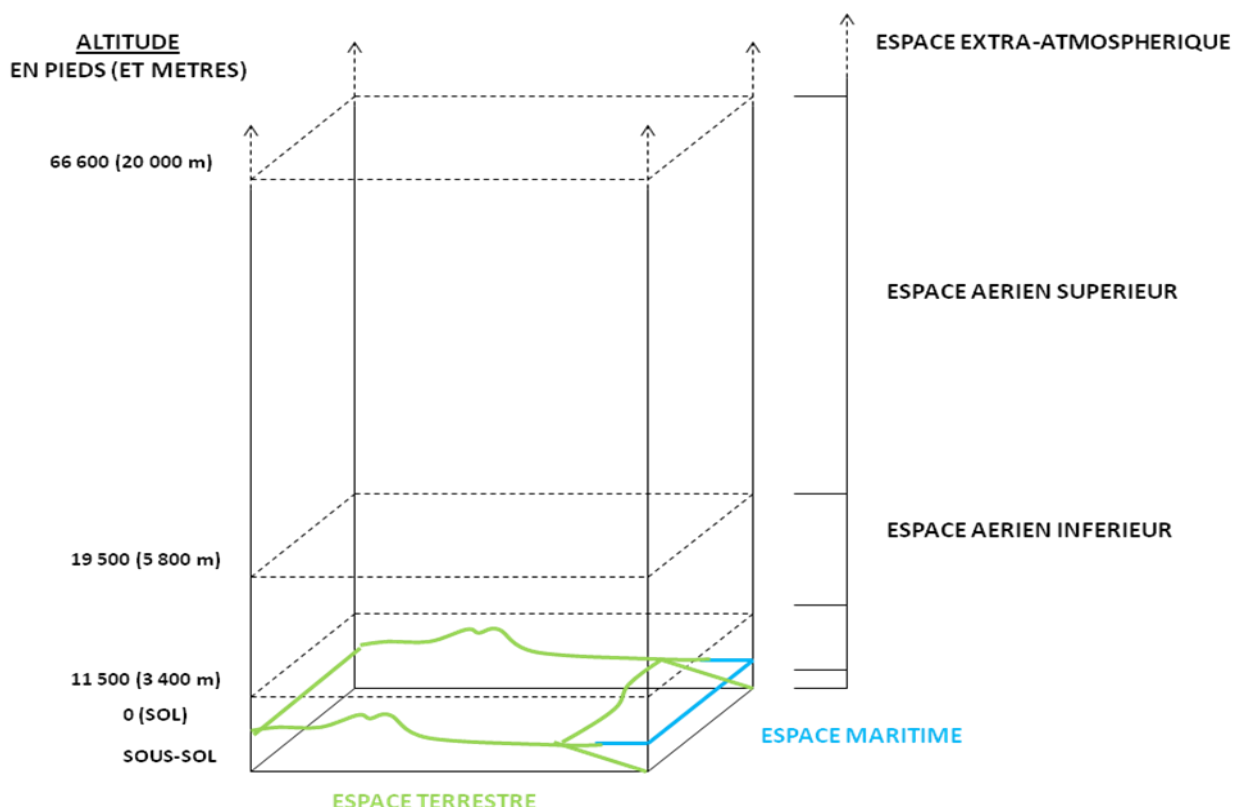 ALTITUDE
EN PIEDS (ET METRES)
ESPACE EXTRA-ATMOSPHERIQUE
66 600 (20 000 m)
ESPACE AERIEN SUPERIEUR
ESPACE AERIEN INFERIEUR
19 500 (5 800 m)
11 500 (3 400 m)
0 (SOL)
ESPACE MARITIME
SOUS-SOL
ESPACE TERRESTRE